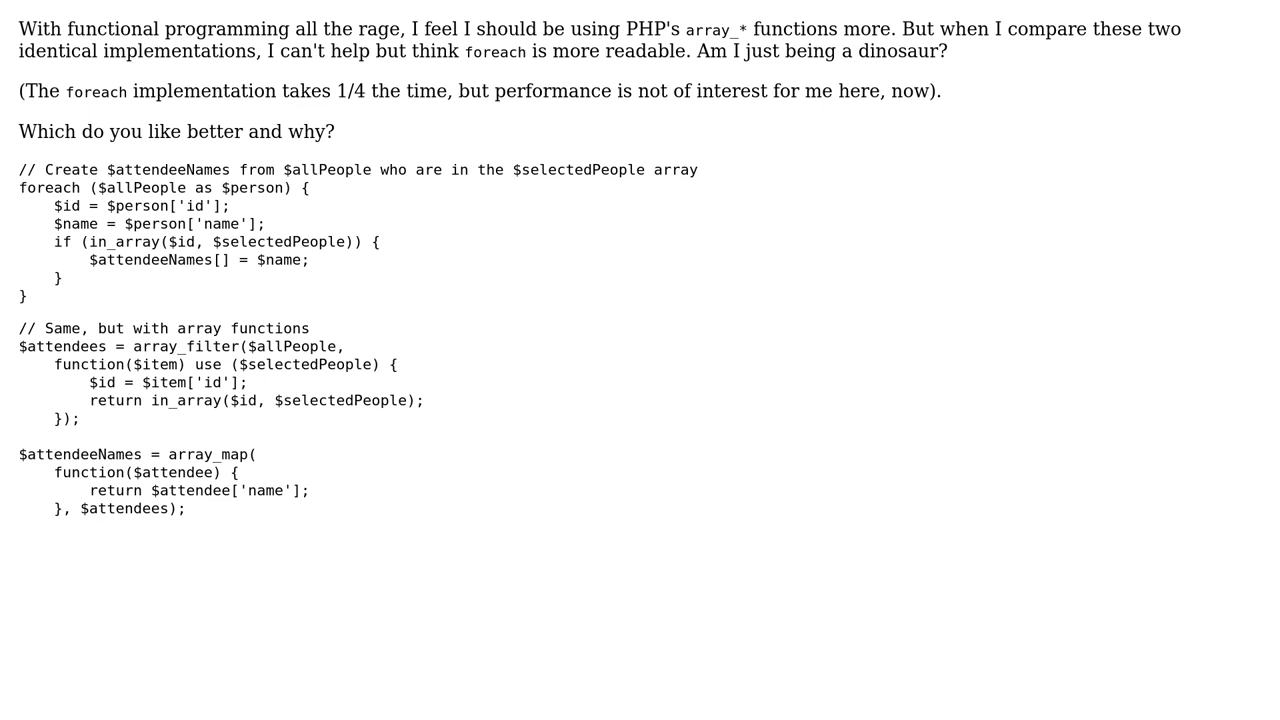 With functional programming all the rage, I feel I should be using PHP's array_* functions more. But when I compare these two
identical implementations, I can't help but think foreach is more readable. Am I just being a dinosaur?
(The foreach implementation takes 1/4 the time, but performance is not of interest for me here, now).
Which do you like better and why?
// Create $attendeeNames from $allPeople who are in the $selectedPeople array
foreach ($allPeople as $person) {
    $id = $person['id'];
    $name = $person['name'];
    if (in_array($id, $selectedPeople)) {
        $attendeeNames[] = $name;
    }
}
// Same, but with array functions
$attendees = array_filter($allPeople,
    function($item) use ($selectedPeople) {
        $id = $item['id'];
        return in_array($id, $selectedPeople);
    });
$attendeeNames = array_map(
    function($attendee) {
        return $attendee['name'];
    }, $attendees);